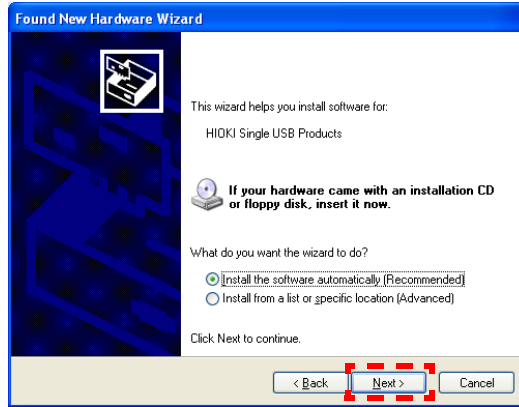 Found New Hardware Wizard
This wizard helps you install software for:
HIOKI Single USB Products
If your hardware came with an installation CD
or floppy disk, insert it now.
What do you want the wizard to do?
Install the software automatically (Recommended)
Install from a list or specific location (Advanced)
Click Next to continue.
< Back Next > Cancel